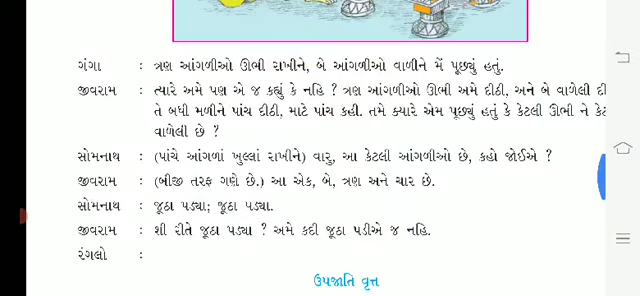 ગંગા : ત્રણ આંગળીઓ ઊભી રાખીને, બે આંગળીઓ વાળીને મેં પૂછ્યું હતું.
જીવરામ : ત્યારે અમે પણ એ જ કહ્યું કે નહિ ? ત્રણ આંગળીઓ ઊભી અમે દીઠી, અને બે વાળેલી
તે બધી મળીને પાંચ દીઠી, માટે પાંચ કહી. તમે ક્યારે એમ પૂછ્યું હતું કે કેટલી ઊભી ને
વાળેલી છે ?
સોમનાથ : (પાંચે આંગળાં ખુલ્લાં રાખીને) વારુ, આ કેટલી આંગળીઓ છે, કહો જોઈએ ?
જીવરામ : (બીજી તરફ ગણે છે.) આ એક, બે, ત્રણ અને ચાર છે.
સોમનાથ : જૂઠા પડ્યા; જૂઠા પડ્યા.
જીવરામ : શી રીતે જૂઠા પડ્યા ? અમે કદી જૂઠા પડીએ જ નહિ.
રંગલો :
ઉપજાતિ વૃત્ત